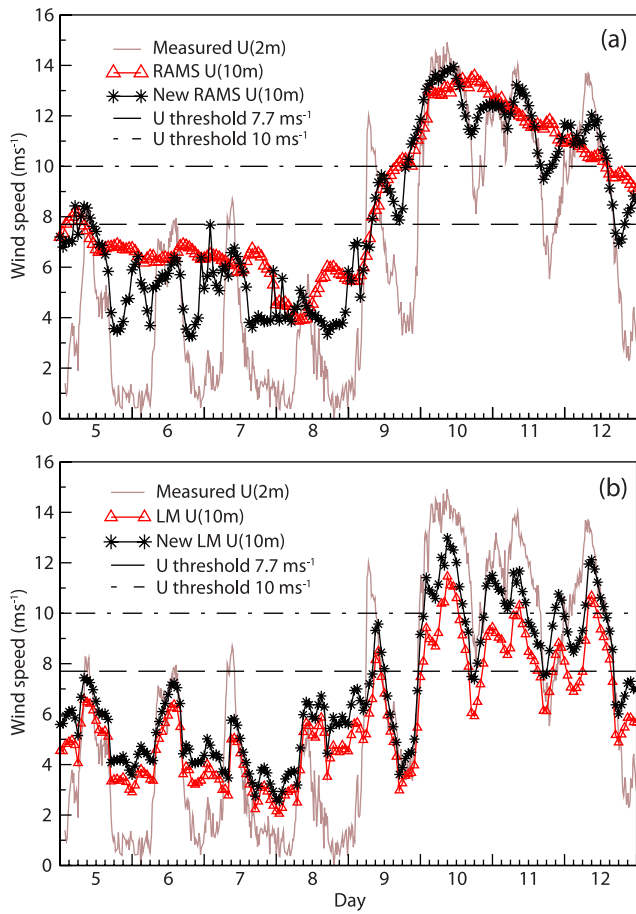 16
14
12
10
8
6
4
2
0
Wind speed (ms⁻¹)
(a)
Measured U(2m)
RAMS U(10m)
New RAMS U(10m)
U threshold 7.7 ms⁻¹
U threshold 10 ms⁻¹
5 6 7 8 9 10 11 12
16
14
12
10
8
6
4
2
0
Wind speed (ms⁻¹)
(b)
Measured U(2m)
LM U(10m)
New LM U(10m)
U threshold 7.7 ms⁻¹
U threshold 10 ms⁻¹
5 6 7 8 9 10 11 12
Day